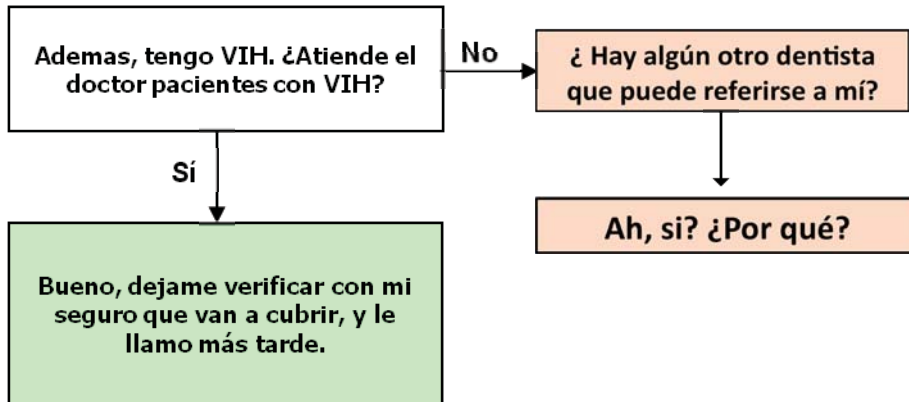 Ademas, tengo VIH. ¿Atiende el
doctor pacientes con VIH?
No
¿ Hay algún otro dentista
que puede referirse a mí?
Sí
Ah, si? ¿Por qué?
Bueno, dejame verificar con mi
seguro que van a cubrir, y le
llamo más tarde.